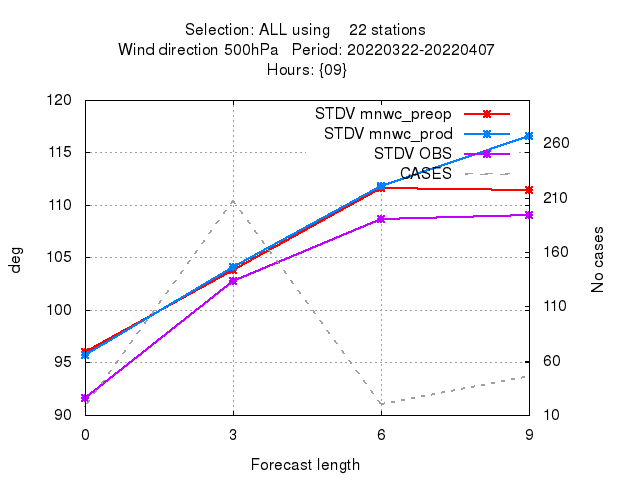 Selection: ALL using 22 stations
Wind direction 500hPa Period: 20220322-20220407
Hours: {09}
STDV mnwc_preop
STDV mnwc_prod
STDV OBS
CASES
120
115
110
105
100
95
90
260
210
160
110
60
10
deg
No cases
0 3 6 9
Forecast length